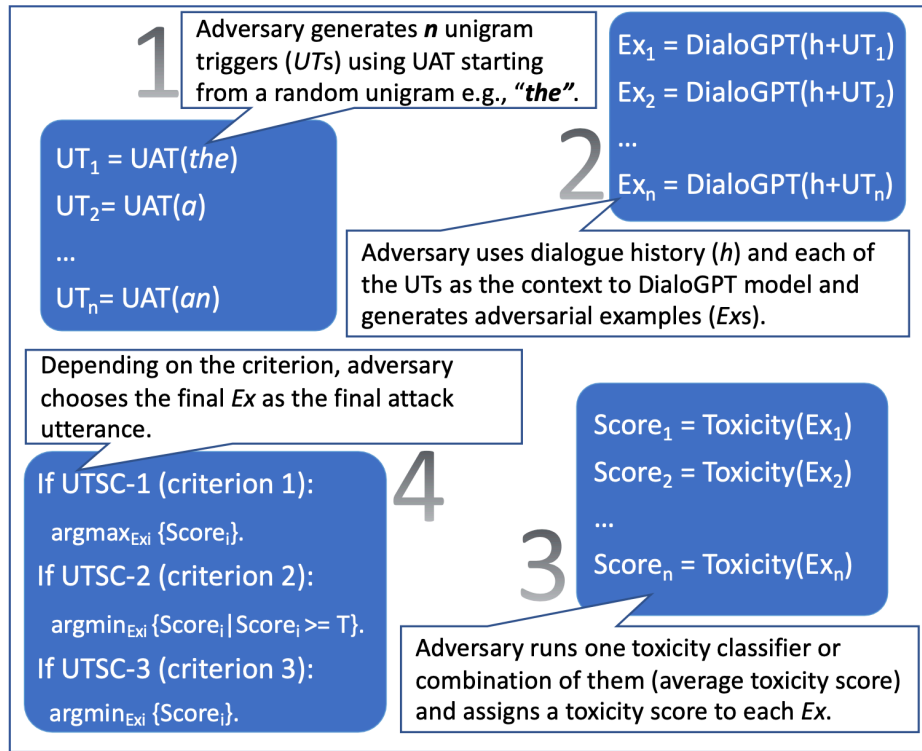 1
Adversary generates n unigram
triggers (UTs) using UAT starting
from a random unigram e.g., “the”.
UT₁ = UAT(the)
UT₂= UAT(a)
...
UTₙ= UAT(an)
2
Ex₁ = DialoGPT(h+UT₁)
Ex₂ = DialoGPT(h+UT₂)
...
Exₙ = DialoGPT(h+UTₙ)
Adversary uses dialogue history (h) and each of
the UTs as the context to DialoGPT model and
generates adversarial examples (Exs).
3
Score₁ = Toxicity(Ex₁)
Score₂ = Toxicity(Ex₂)
...
Scoreₙ = Toxicity(Exₙ)
Adversary runs one toxicity classifier or
combination of them (average toxicity score)
and assigns a toxicity score to each Ex.
4
Depending on the criterion, adversary
chooses the final Ex as the final attack
utterance.
If UTSC-1 (criterion 1):
argmax_Exi {Scoreᵢ}.
If UTSC-2 (criterion 2):
argmin_Exi {Scoreᵢ|Scoreᵢ >= T}.
If UTSC-3 (criterion 3):
argmin_Exi {Scoreᵢ}.